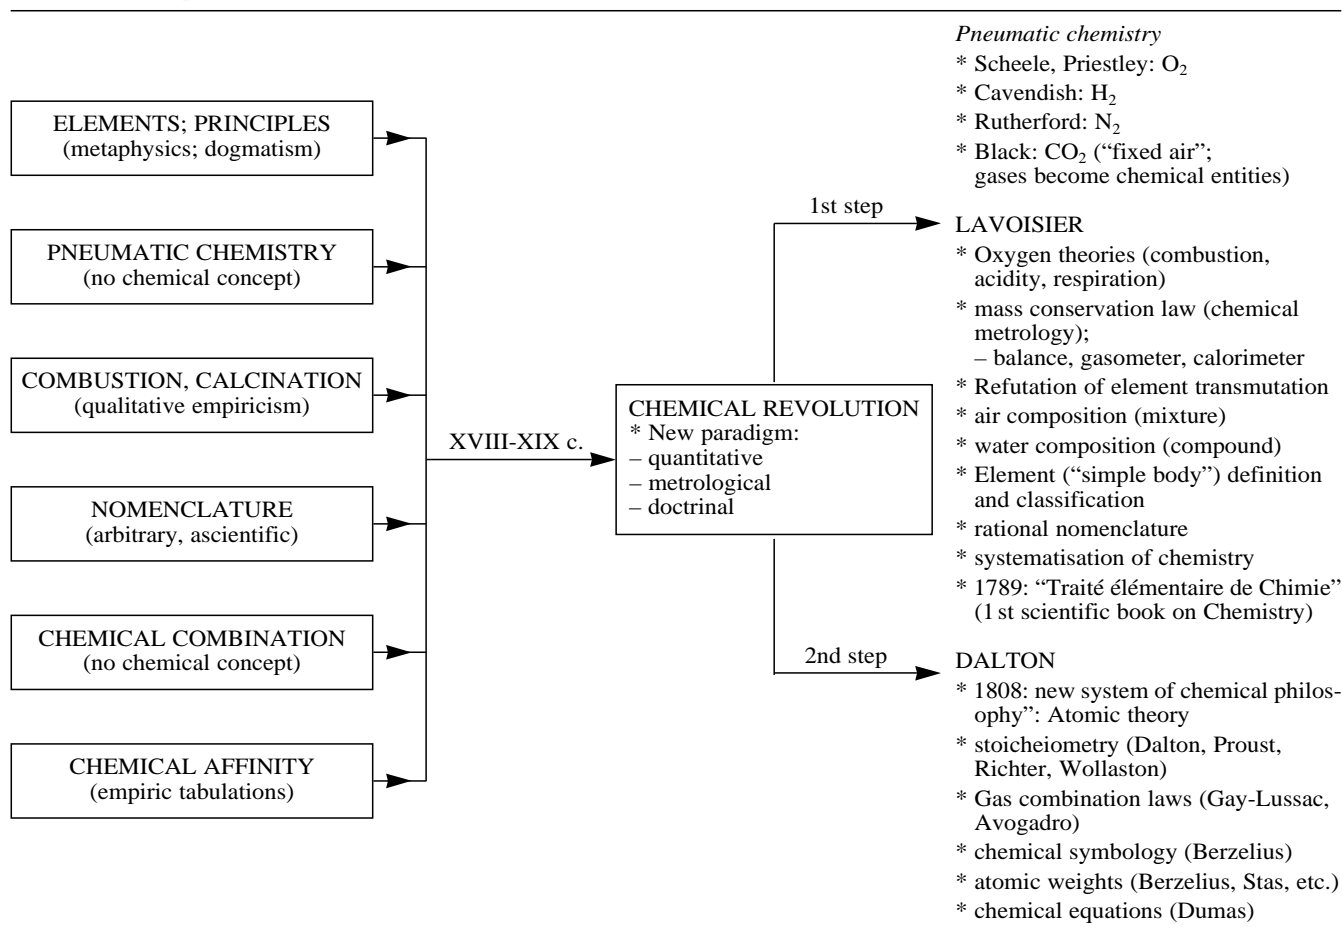 ELEMENTS; PRINCIPLES
(metaphysics; dogmatism)
PNEUMATIC CHEMISTRY
(no chemical concept)
COMBUSTION, CALCINATION
(qualitative empiricism)
NOMENCLATURE
(arbitrary, ascientific)
CHEMICAL COMBINATION
(no chemical concept)
CHEMICAL AFFINITY
(empiric tabulations)
XVIII-XIX c.
CHEMICAL REVOLUTION
* New paradigm:
– quantitative
– metrological
– doctrinal
1st step
2nd step
Pneumatic chemistry
* Scheele, Priestley: O₂
* Cavendish: H₂
* Rutherford: N₂
* Black: CO₂ (“fixed air”;
gases become chemical entities)
LAVOISIER
* Oxygen theories (combustion,
acidity, respiration)
* mass conservation law (chemical
metrology);
– balance, gasometer, calorimeter
* Refutation of element transmutation
* air composition (mixture)
* water composition (compound)
* Element (“simple body”) definition
and classification
* rational nomenclature
* systematisation of chemistry
* 1789: “Traité élémentaire de Chimie”
(1st scientific book on Chemistry)
DALTON
* 1808: new system of chemical philos-
ophy”: Atomic theory
* stoicheiometry (Dalton, Proust,
Richter, Wollaston)
* Gas combination laws (Gay-Lussac,
Avogadro)
* chemical symbology (Berzelius)
* atomic weights (Berzelius, Stas, etc.)
* chemical equations (Dumas)